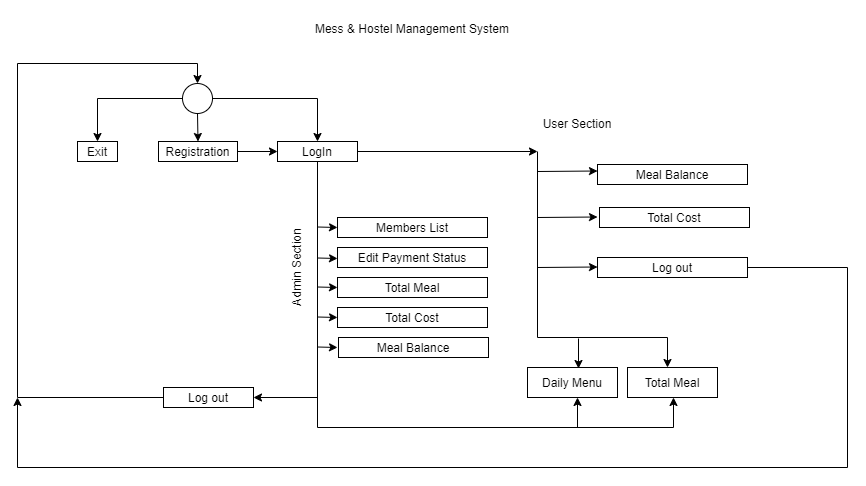 Mess & Hostel Management System
User Section
Exit
Registration
LogIn
Meal Balance
Total Cost
Log out
Admin Section
Members List
Edit Payment Status
Total Meal
Total Cost
Meal Balance
Daily Menu
Total Meal
Log out